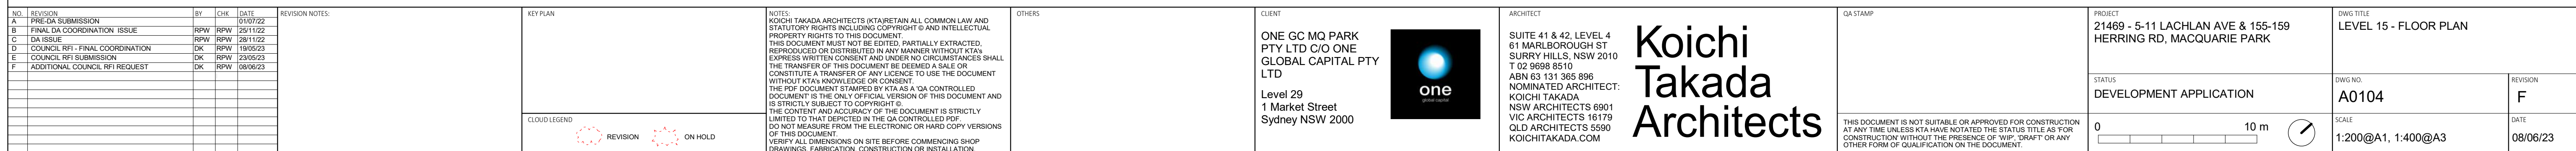 NO. REVISION BY CHK DATE
A PRE-DA SUBMISSION 01/07/22
B FINAL DA COORDINATION ISSUE RPW RPW 25/11/22
C DA ISSUE RPW RPW 28/11/22
D COUNCIL RFI - FINAL COORDINATION DK RPW 19/05/23
E COUNCIL RFI SUBMISSION DK RPW 23/05/23
F ADDITIONAL COUNCIL RFI REQUEST DK RPW 08/06/23
REVISION NOTES:
KEY PLAN
CLOUD LEGEND
REVISION
ON HOLD
NOTES:
KOICHI TAKADA ARCHITECTS (KTA)RETAIN ALL COMMON LAW AND
STATUTORY RIGHTS INCLUDING COPYRIGHT © AND INTELLECTUAL
PROPERTY RIGHTS TO THIS DOCUMENT.
THIS DOCUMENT MUST NOT BE EDITED, PARTIALLY EXTRACTED,
REPRODUCED OR DISTRIBUTED IN ANY MANNER WITHOUT KTA's
EXPRESS WRITTEN CONSENT AND UNDER NO CIRCUMSTANCES SHALL
THE TRANSFER OF THIS DOCUMENT BE DEEMED A SALE OR
CONSTITUTE A TRANSFER OF ANY LICENCE TO USE THE DOCUMENT
WITHOUT KTA's KNOWLEDGE OR CONSENT.
THE PDF DOCUMENT STAMPED BY KTA AS A 'QA CONTROLLED
DOCUMENT' IS THE ONLY OFFICIAL VERSION OF THIS DOCUMENT AND
IS STRICTLY SUBJECT TO COPYRIGHT ©.
THE CONTENT AND ACCURACY OF THE DOCUMENT IS STRICTLY
LIMITED TO THAT DEPICTED IN THE QA CONTROLLED PDF.
DO NOT MEASURE FROM THE ELECTRONIC OR HARD COPY VERSIONS
OF THIS DOCUMENT.
VERIFY ALL DIMENSIONS ON SITE BEFORE COMMENCING SHOP
DRAWINGS, FABRICATION, CONSTRUCTION OR INSTALLATION
OTHERS
CLIENT
ONE GC MQ PARK
PTY LTD C/O ONE
GLOBAL CAPITAL PTY
LTD
Level 29
1 Market Street
Sydney NSW 2000
one
global capital
ARCHITECT
SUITE 41 & 42, LEVEL 4
61 MARLBOROUGH ST
SURRY HILLS, NSW 2010
T 02 9698 8510
ABN 63 131 365 896
NOMINATED ARCHITECT:
KOICHI TAKADA
NSW ARCHITECTS 6901
VIC ARCHITECTS 16179
QLD ARCHITECTS 5590
KOICHITAKADA.COM
Koichi
Takada
Architects
QA STAMP
THIS DOCUMENT IS NOT SUITABLE OR APPROVED FOR CONSTRUCTION
AT ANY TIME UNLESS KTA HAVE NOTATED THE STATUS TITLE AS 'FOR
CONSTRUCTION' WITHOUT THE PRESENCE OF 'WIP', 'DRAFT' OR ANY
OTHER FORM OF QUALIFICATION ON THE DOCUMENT.
PROJECT
21469 - 5-11 LACHLAN AVE & 155-159
HERRING RD, MACQUARIE PARK
STATUS
DEVELOPMENT APPLICATION
0 10 m
DWG TITLE
LEVEL 15 - FLOOR PLAN
DWG NO.
A0104
REVISION
F
SCALE
1:200@A1, 1:400@A3
DATE
08/06/23